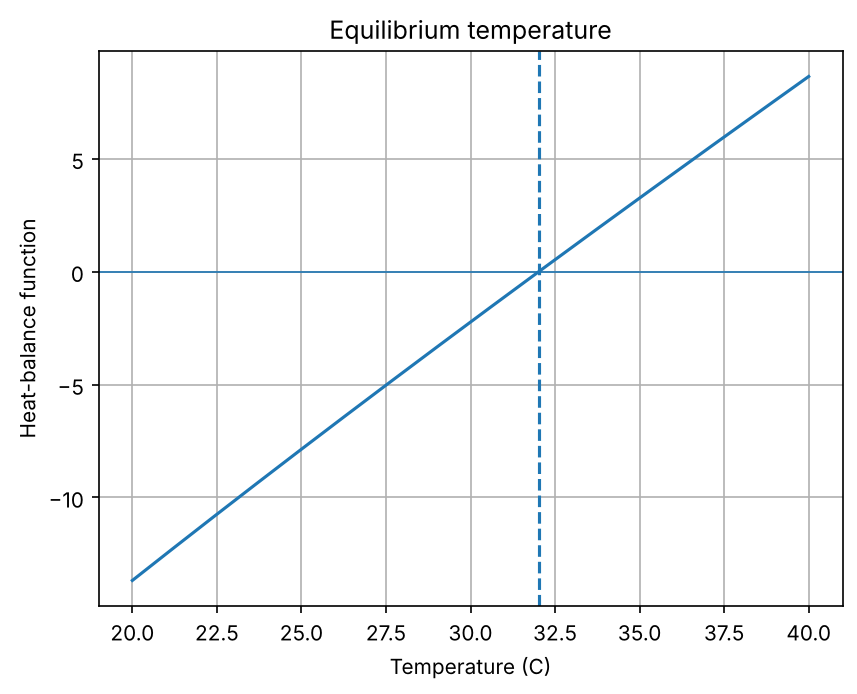 Equilibrium temperature
Heat-balance function
5
0
−5
−10
20.0 22.5 25.0 27.5 30.0 32.5 35.0 37.5 40.0
Temperature (C)